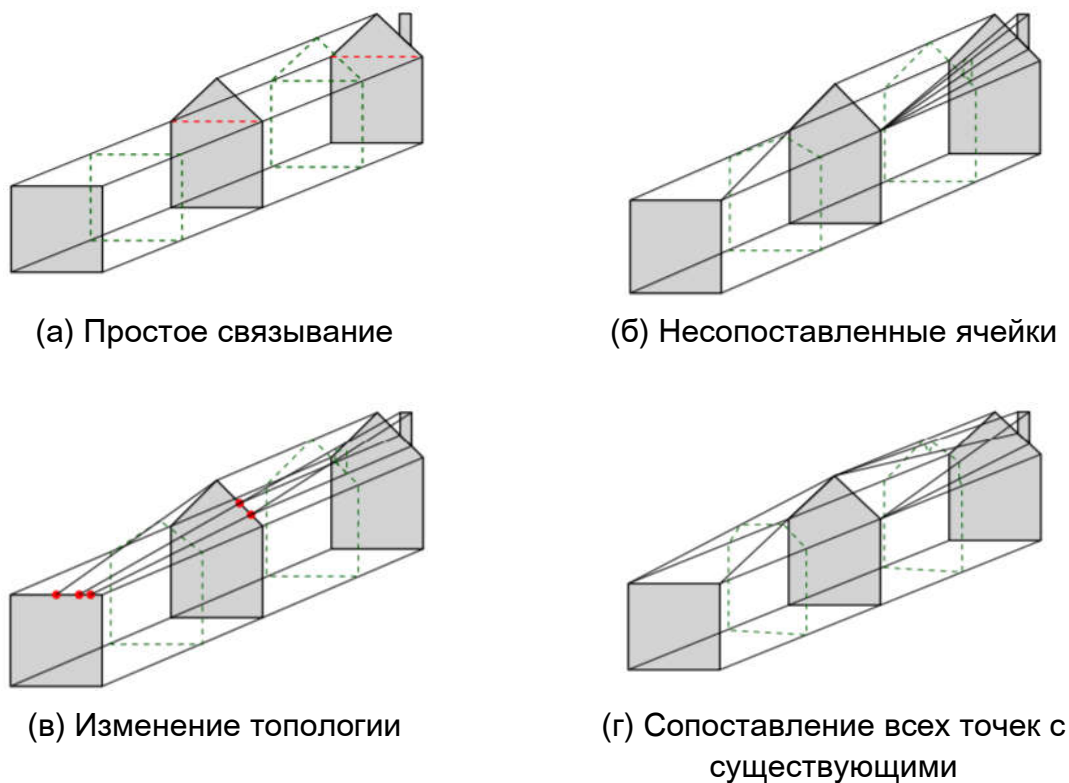 (а) Простое связывание
(б) Несопоставленные ячейки
(в) Изменение топологии
(г) Сопоставление всех точек с
существующими